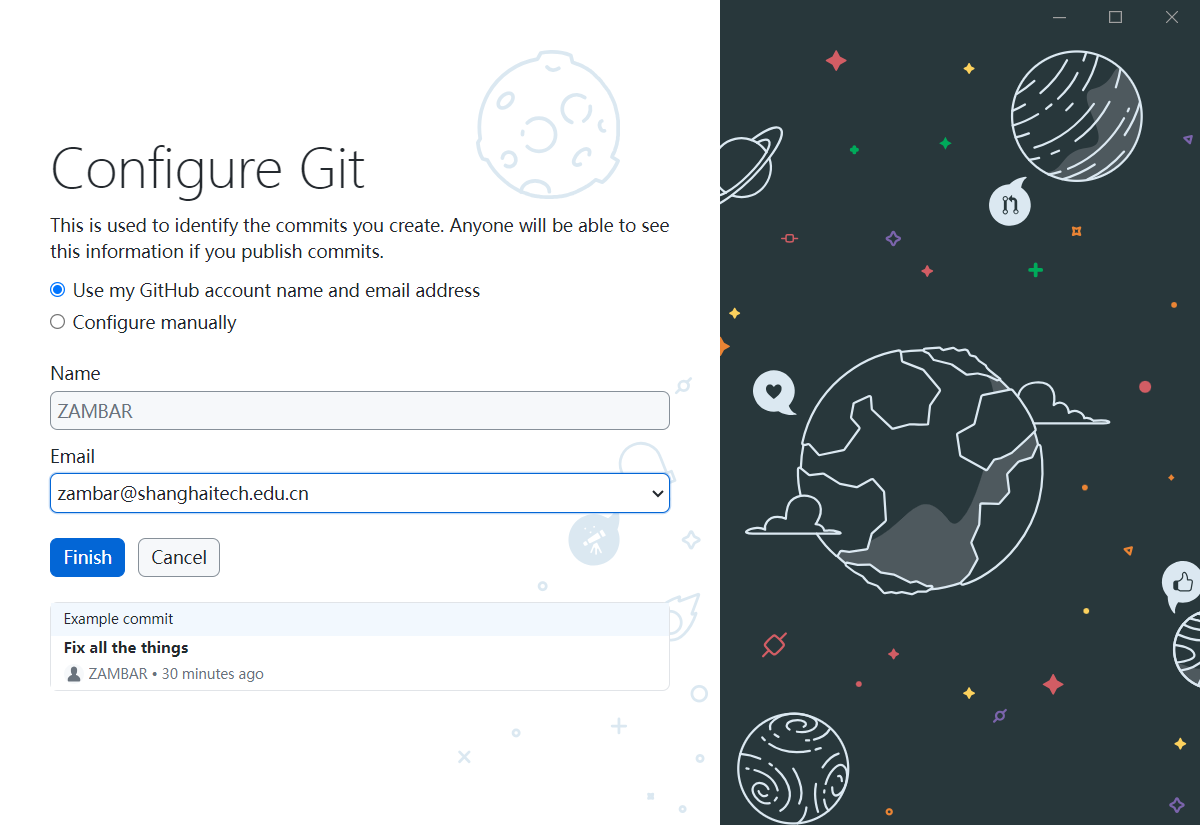 Configure Git
This is used to identify the commits you create. Anyone will be able to see
this information if you publish commits.
Use my GitHub account name and email address
Configure manually
Name
ZAMBAR
Email
zambar@shanghaitech.edu.cn
Finish
Cancel
Example commit
Fix all the things
ZAMBAR • 30 minutes ago